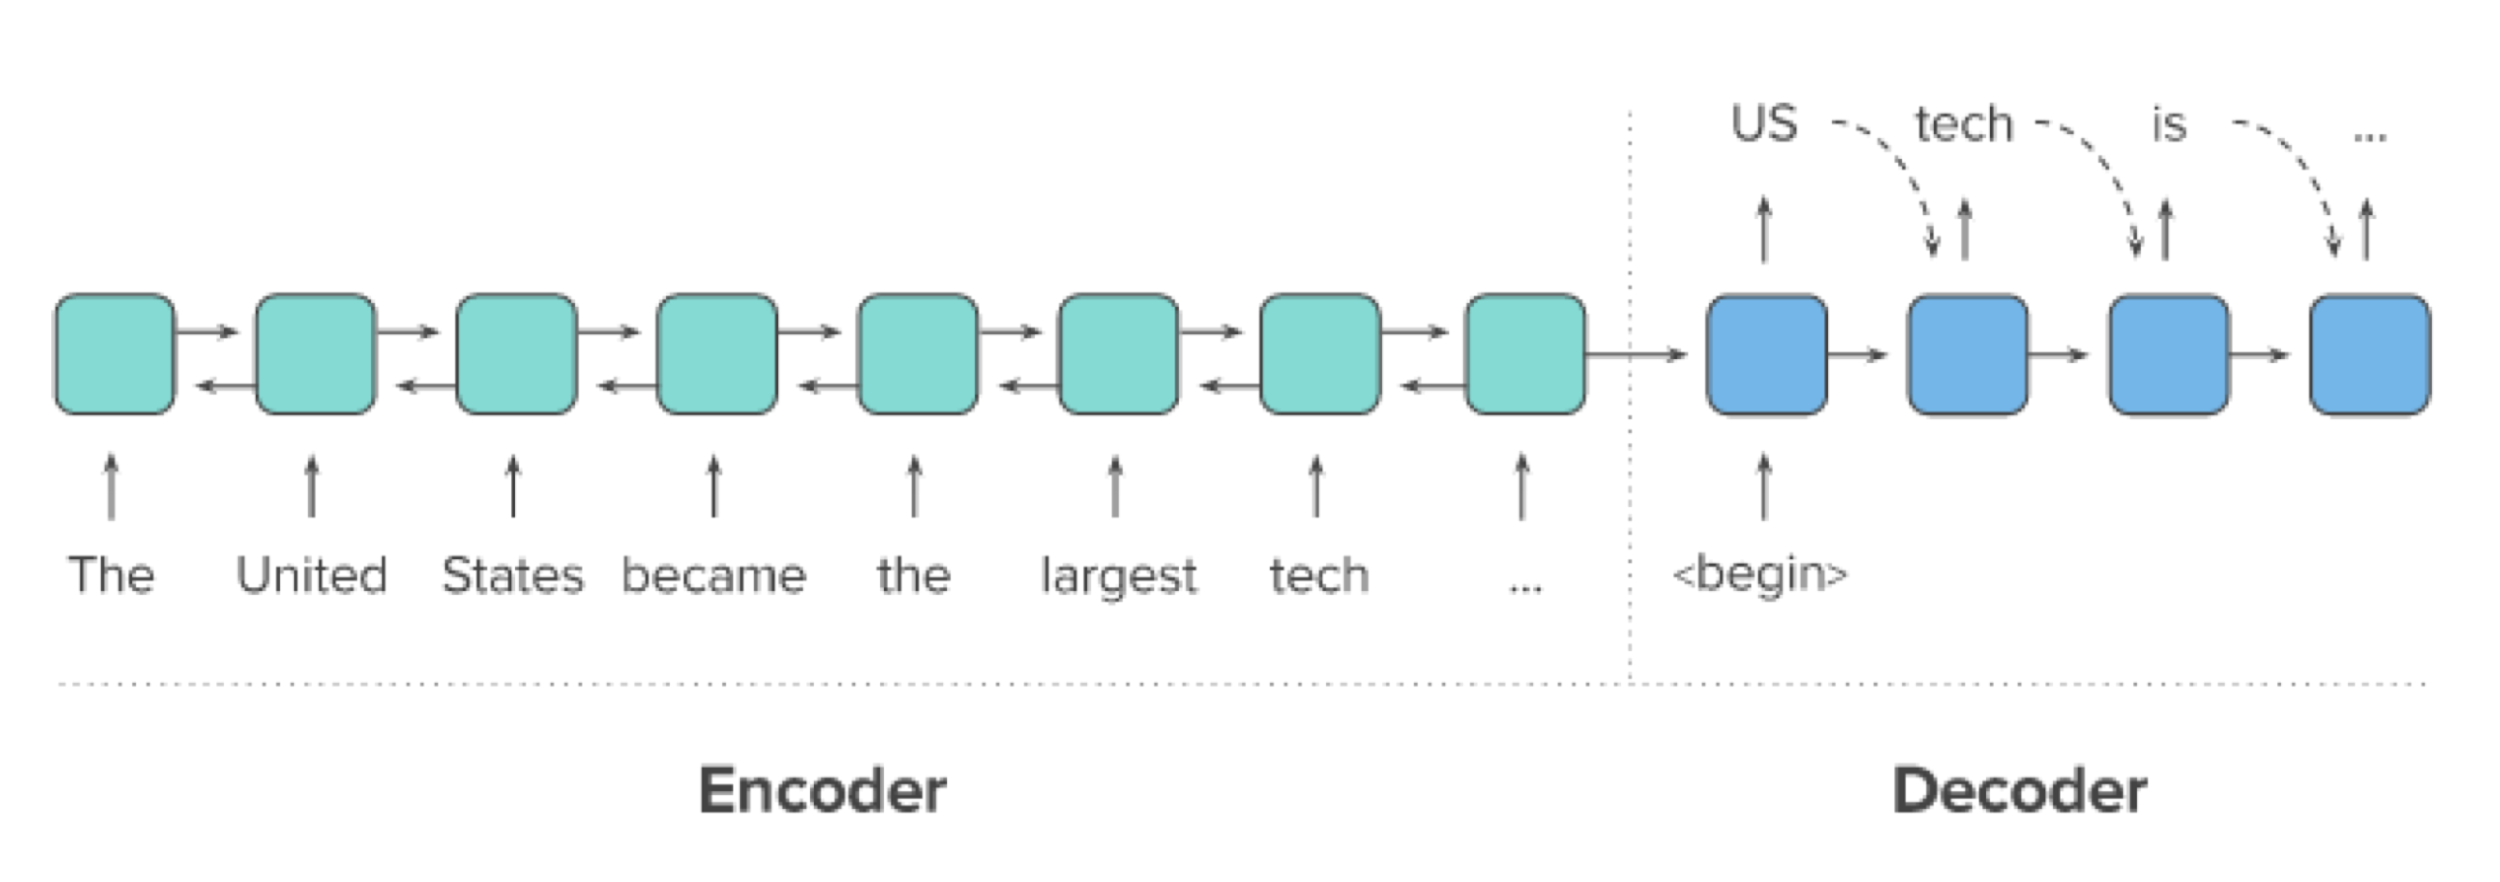 US tech is ...
The United States became the largest tech ... <begin>
Encoder Decoder